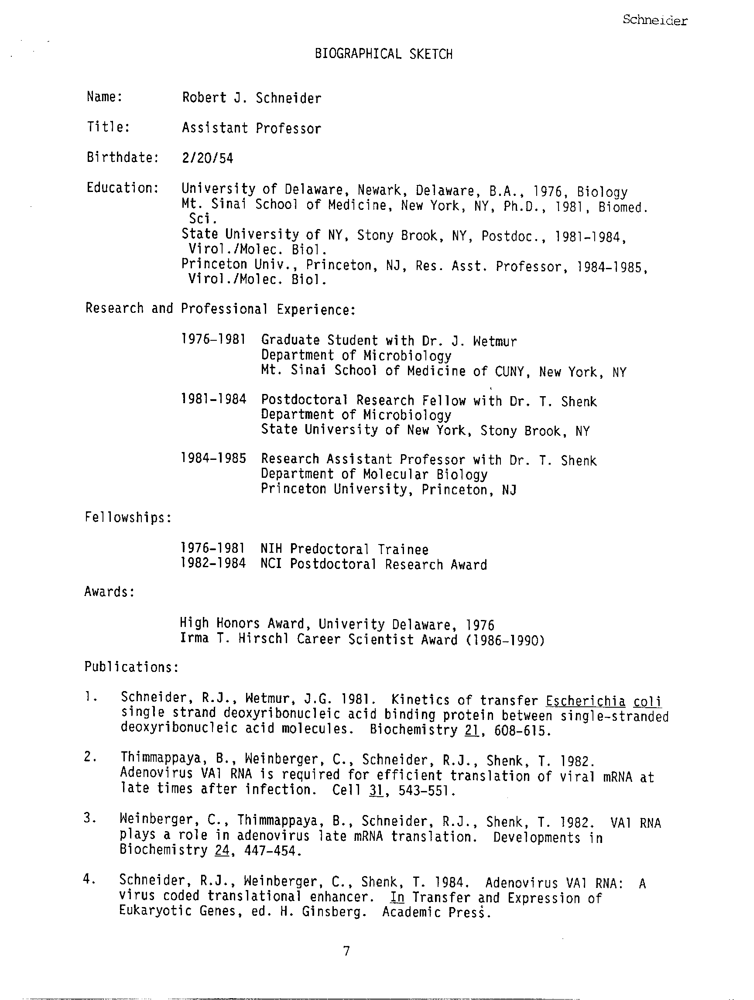 Schneider
BIOGRAPHICAL SKETCH
Name: Robert J. Schneider
Title: Assistant Professor
Birthdate: 2/20/54
Education: University of Delaware, Newark, Delaware, B.A., 1976, Biology
Mt. Sinai School of Medicine, New York, NY, Ph.D., 1981, Biomed.
Sci.
State University of NY, Stony Brook, NY, Postdoc., 1981-1984,
Virol./Molec. Biol.
Princeton Univ., Princeton, NJ, Res. Asst. Professor, 1984-1985,
Virol./Molec. Biol.
Research and Professional Experience:
1976-1981 Graduate Student with Dr. J. Wetmur
Department of Microbiology
Mt. Sinai School of Medicine of CUNY, New York, NY
1981-1984 Postdoctoral Research Fellow with Dr. T. Shenk
Department of Microbiology
State University of New York, Stony Brook, NY
1984-1985 Research Assistant Professor with Dr. T. Shenk
Department of Molecular Biology
Princeton University, Princeton, NJ
Fellowships:
1976-1981 NIH Predoctoral Trainee
1982-1984 NCI Postdoctoral Research Award
Awards:
High Honors Award, Univerity Delaware, 1976
Irma T. Hirschl Career Scientist Award (1986-1990)
Publications:
1. Schneider, R.J., Wetmur, J.G. 1981. Kinetics of transfer Escherichia coli
single strand deoxyribonucleic acid binding protein between single-stranded
deoxyribonucleic acid molecules. Biochemistry 21, 608-615.
2. Thimmappaya, B., Weinberger, C., Schneider, R.J., Shenk, T. 1982.
Adenovirus VA1 RNA is required for efficient translation of viral mRNA at
late times after infection. Cell 31, 543-551.
3. Weinberger, C., Thimmappaya, B., Schneider, R.J., Shenk, T. 1982. VA1 RNA
plays a role in adenovirus late mRNA translation. Developments in
Biochemistry 24, 447-454.
4. Schneider, R.J., Weinberger, C., Shenk, T. 1984. Adenovirus VA1 RNA: A
virus coded translational enhancer. In Transfer and Expression of
Eukaryotic Genes, ed. H. Ginsberg. Academic Press.
7